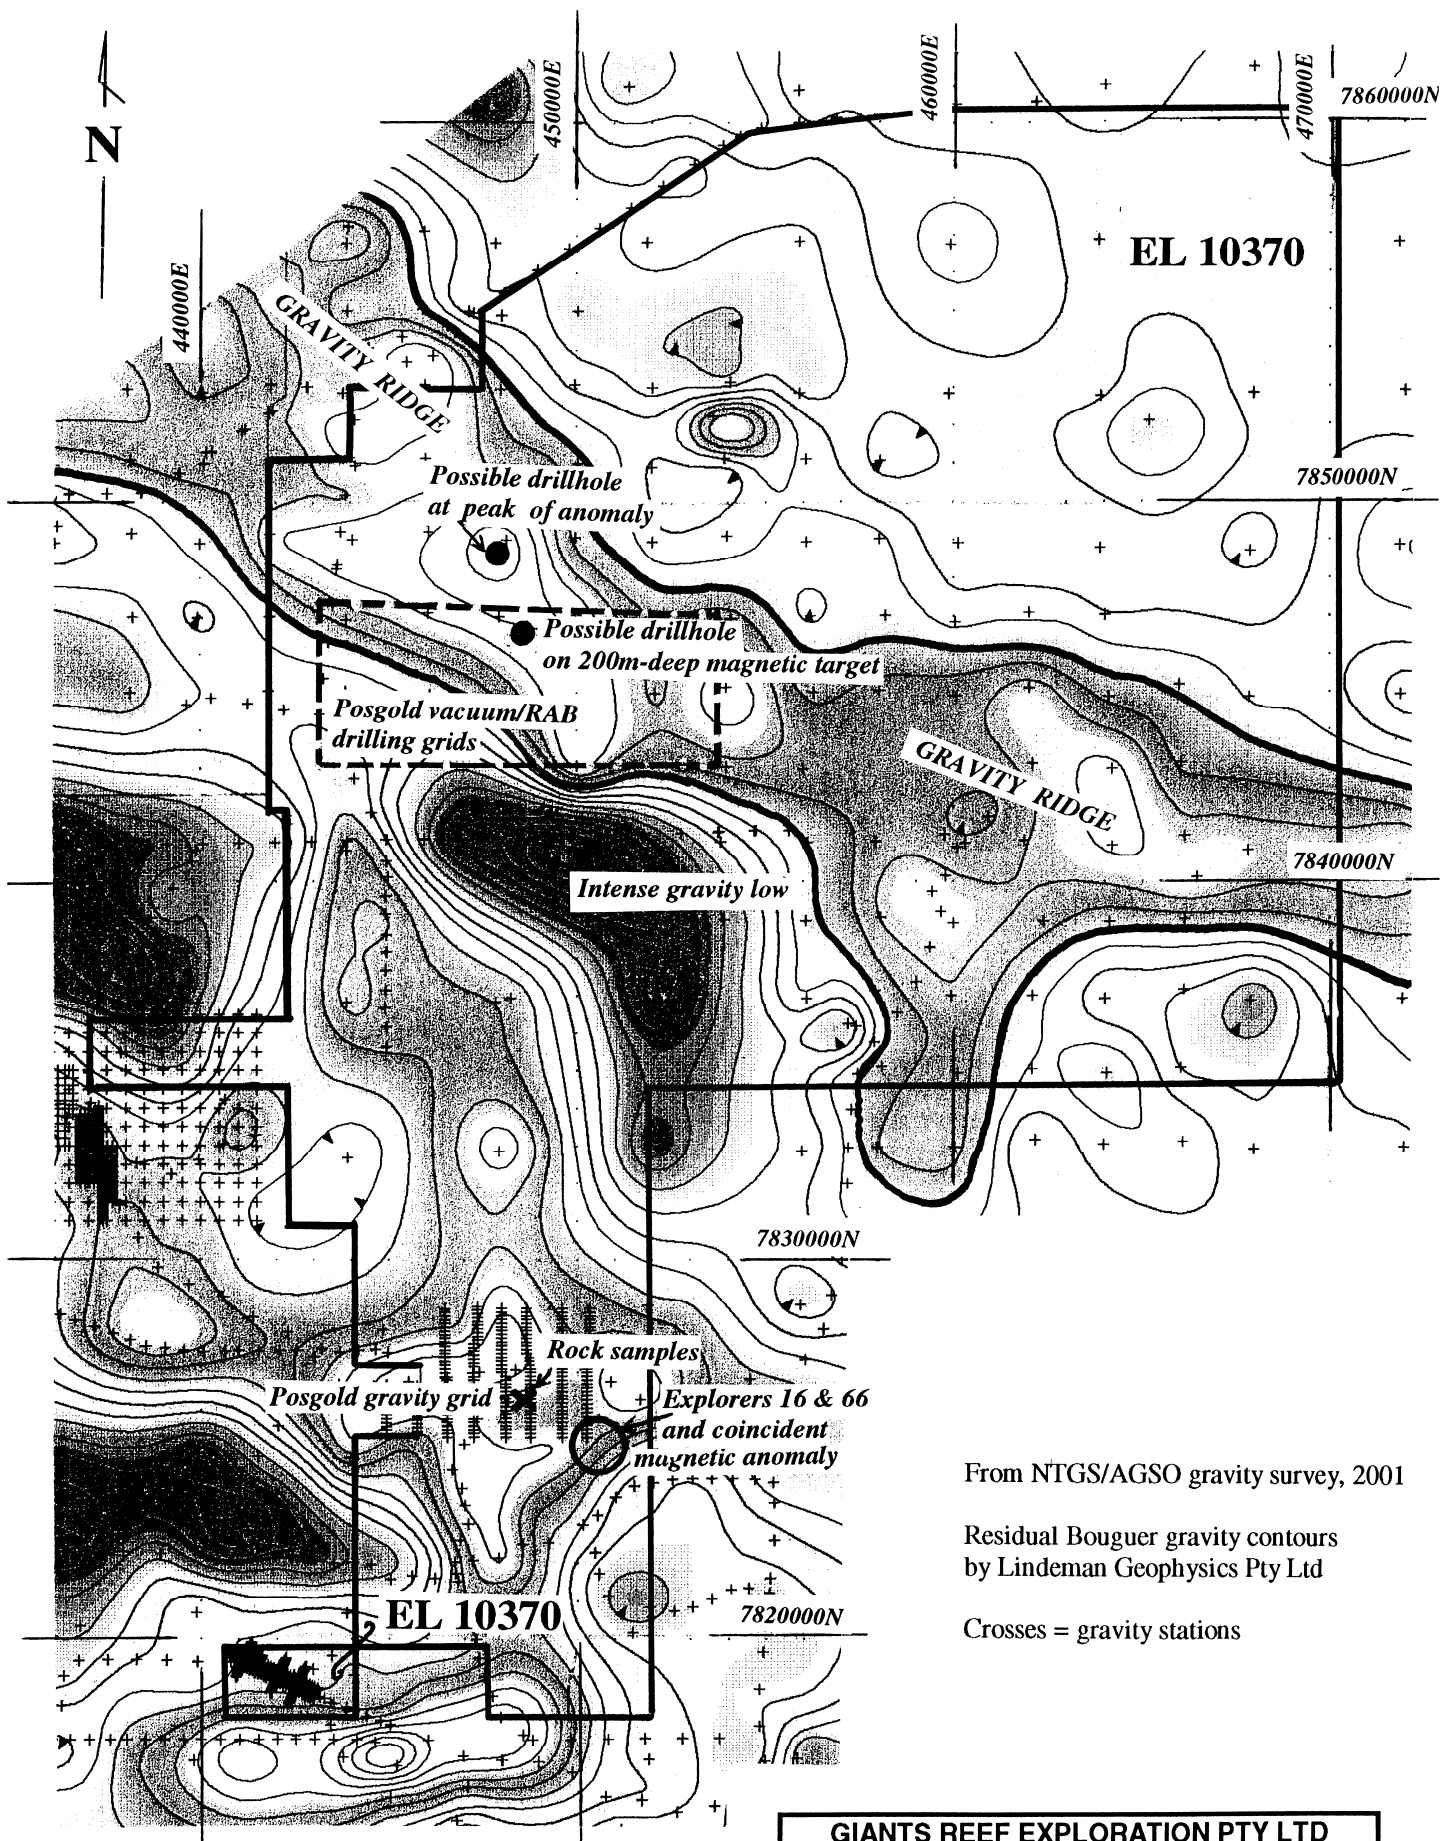 N
450000E
460000E
470000E
7860000N
EL 10370
440000E
GRAVITY RIDGE
Possible drillhole
at peak of anomaly
7850000N
Possible drillhole
on 200m-deep magnetic target
Posgold vacuum/RAB
drilling grids
GRAVITY RIDGE
7840000N
Intense gravity low
7830000N
Rock samples
Posgold gravity grid
Explorers 16 & 66
and coincident
magnetic anomaly
From NTGS/AGSO gravity survey, 2001
Residual Bouguer gravity contours
by Lindeman Geophysics Pty Ltd
EL 10370
7820000N
Crosses = gravity stations
GIANTS REEF EXPLORATION PTY LTD